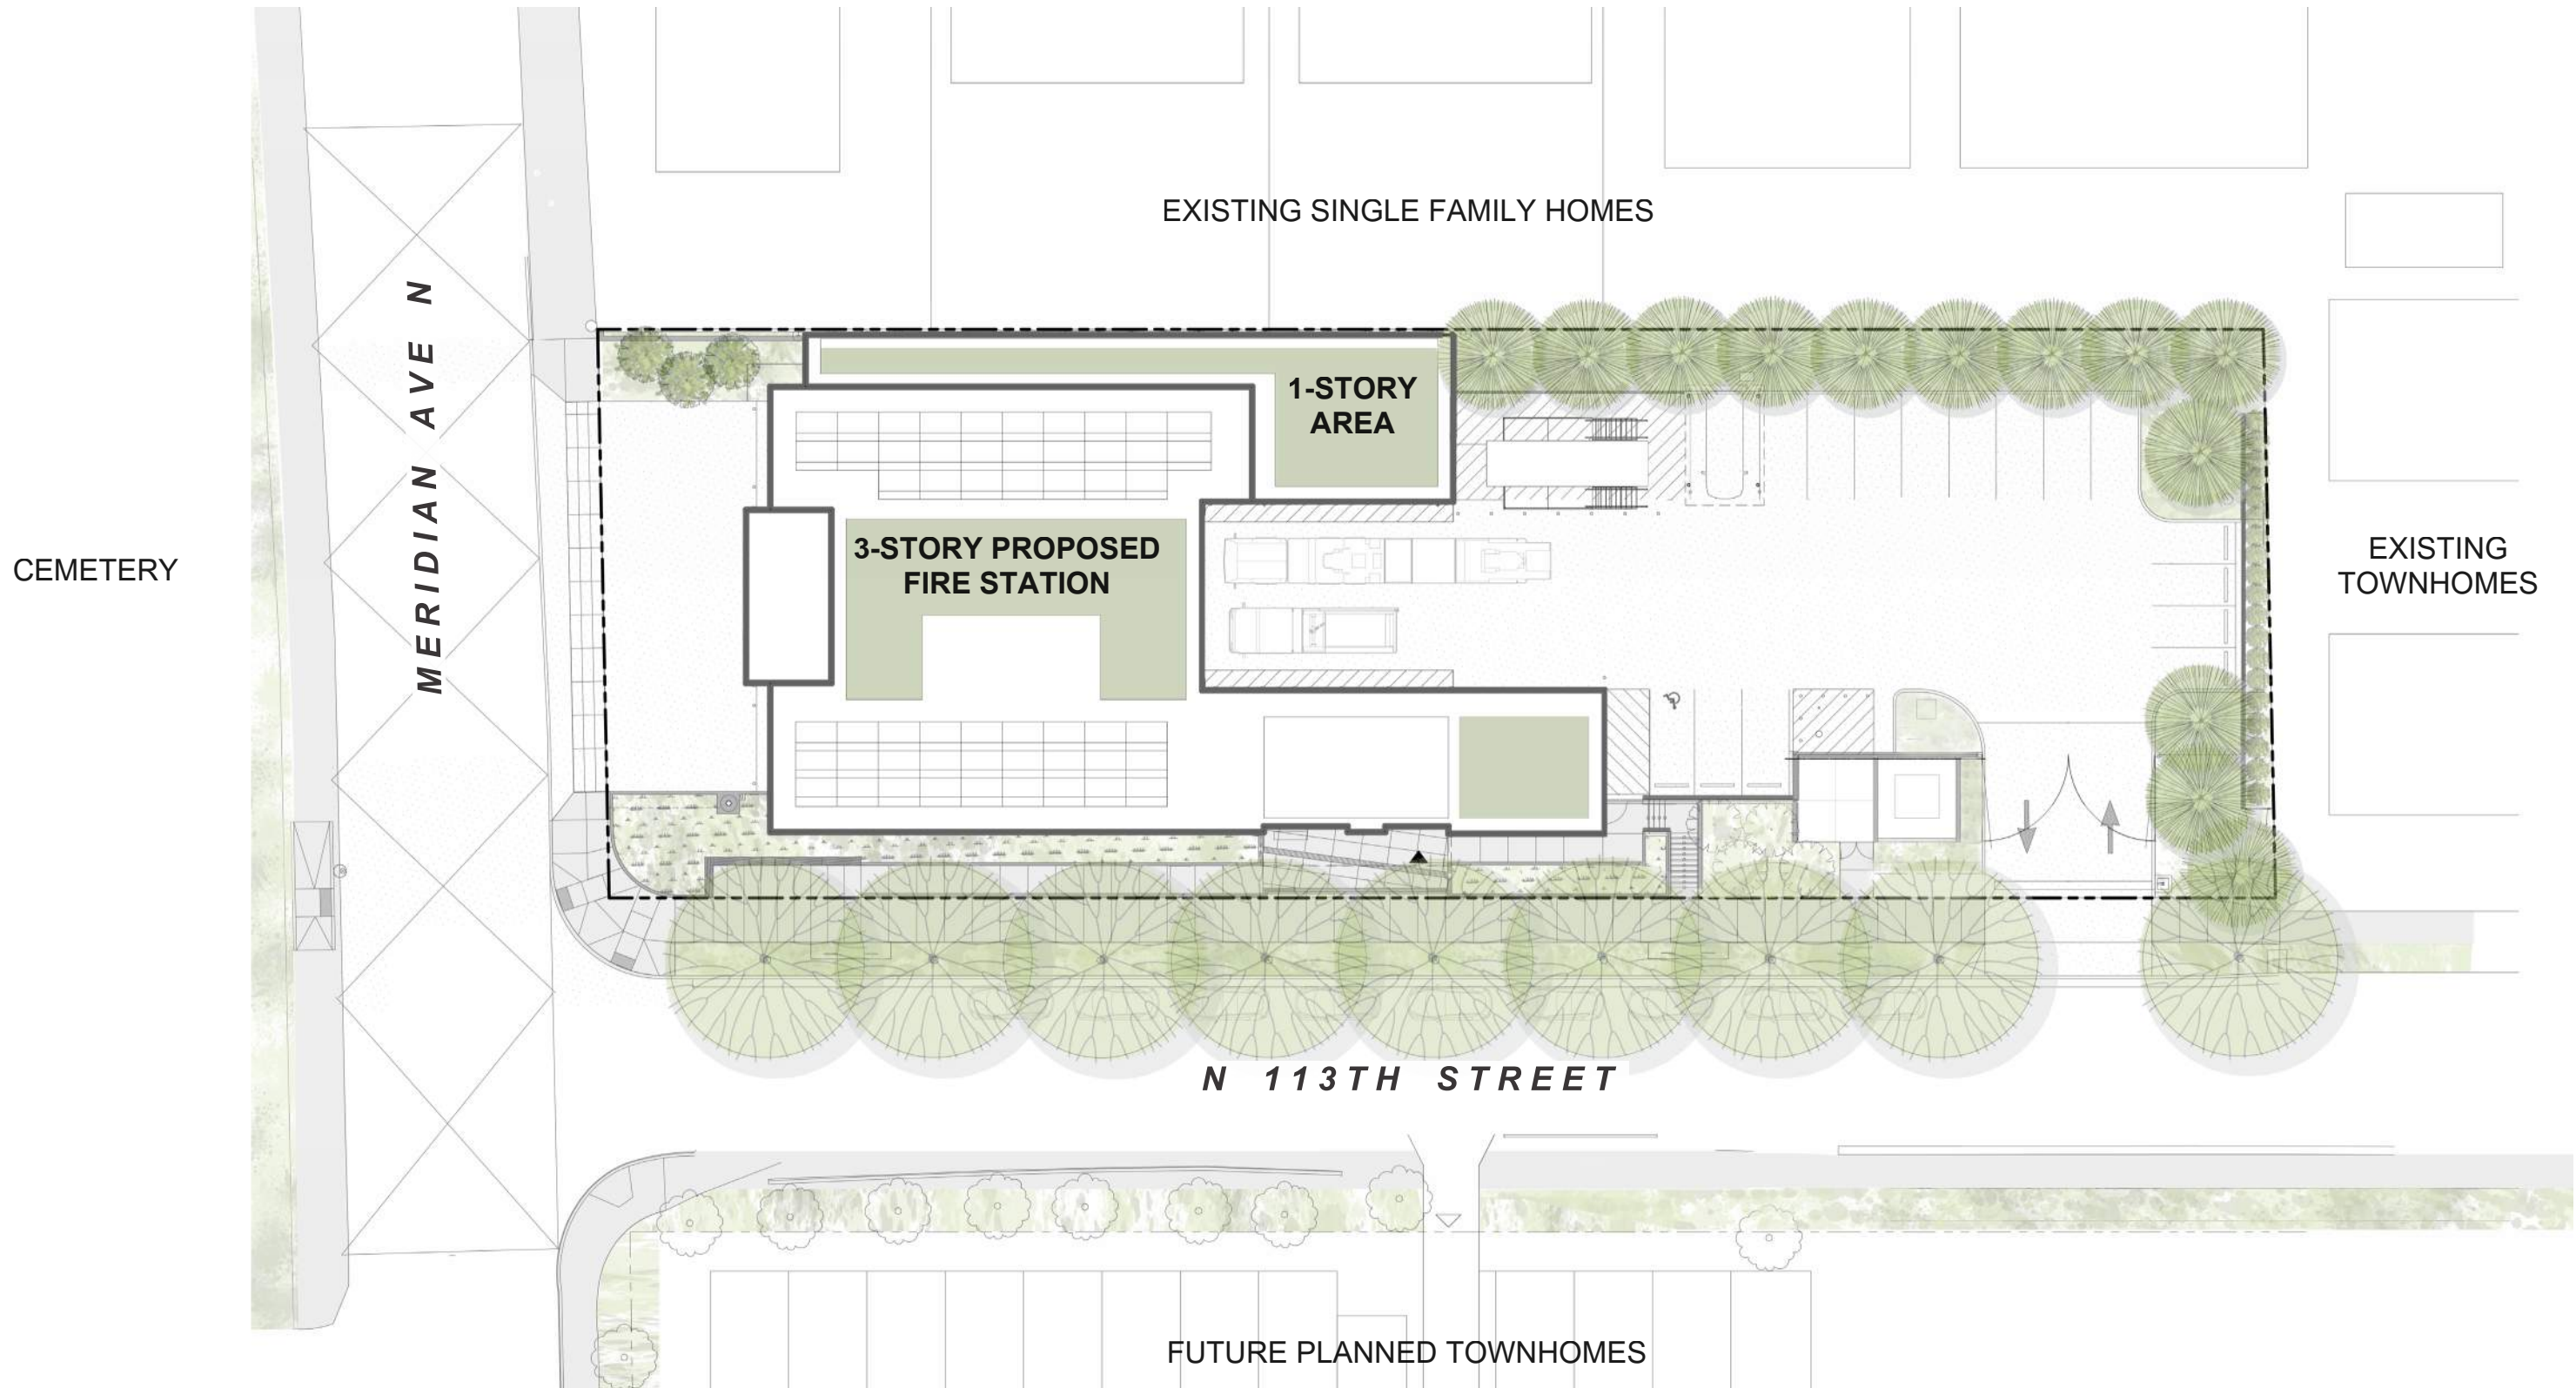 EXISTING SINGLE FAMILY HOMES
MERIDIAN AVE N
1-STORY
AREA
3-STORY PROPOSED
FIRE STATION
CEMETERY
EXISTING
TOWNHOMES
N 113TH STREET
FUTURE PLANNED TOWNHOMES